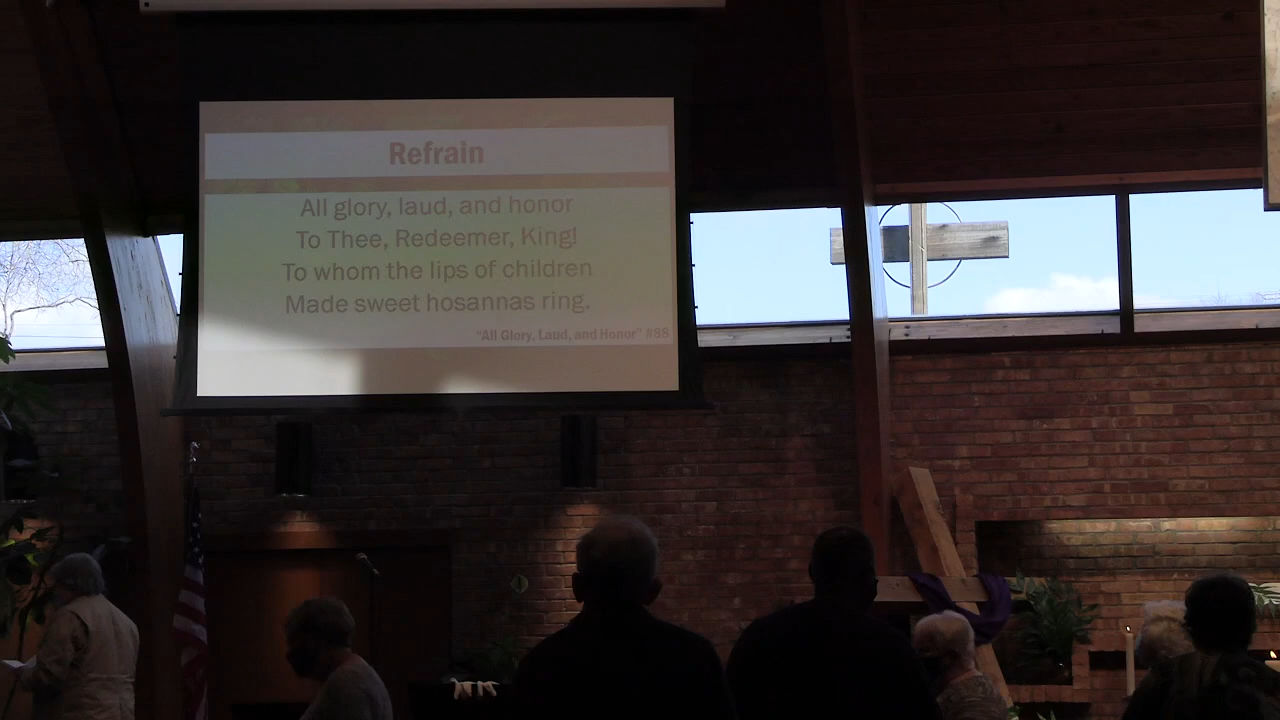 Refrain
All glory, laud, and honor
To Thee, Redeemer, King!
To whom the lips of children
Made sweet hosannas ring.
"All Glory, Laud, and Honor" #88